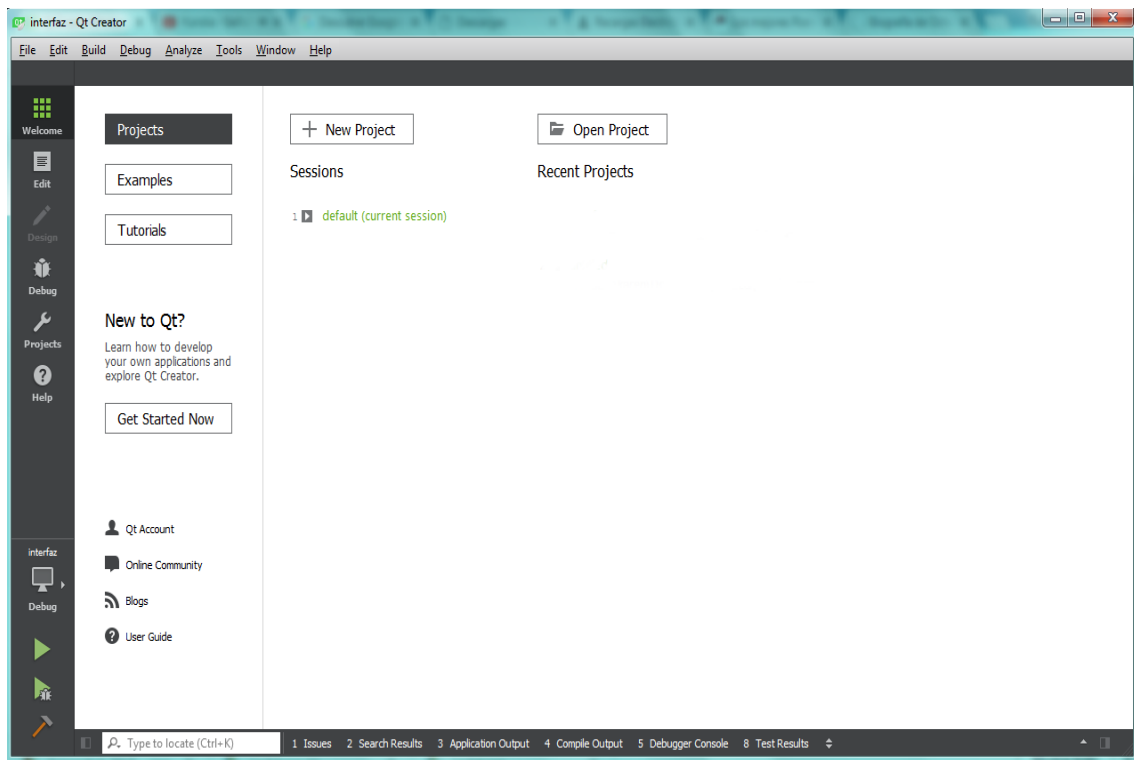 interfaz - Qt Creator
File Edit Build Debug Analyze Tools Window Help
Welcome
Edit
Design
Debug
Projects
Help
interfaz
Debug
Projects
Examples
Tutorials
New to Qt?
Learn how to develop
your own applications and
explore Qt Creator.
Get Started Now
Qt Account
Online Community
Blogs
User Guide
New Project
Sessions
1 default (current session)
Open Project
Recent Projects
Type to locate (Ctrl+K)
1 Issues 2 Search Results 3 Application Output 4 Compile Output 5 Debugger Console 8 Test Results